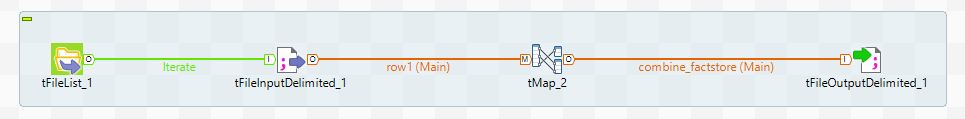 O Iterate I O row1 (Main) M O combine_factstore (Main) I
tFileList_1 tFileInputDelimited_1 tMap_2 tFileOutputDelimited_1